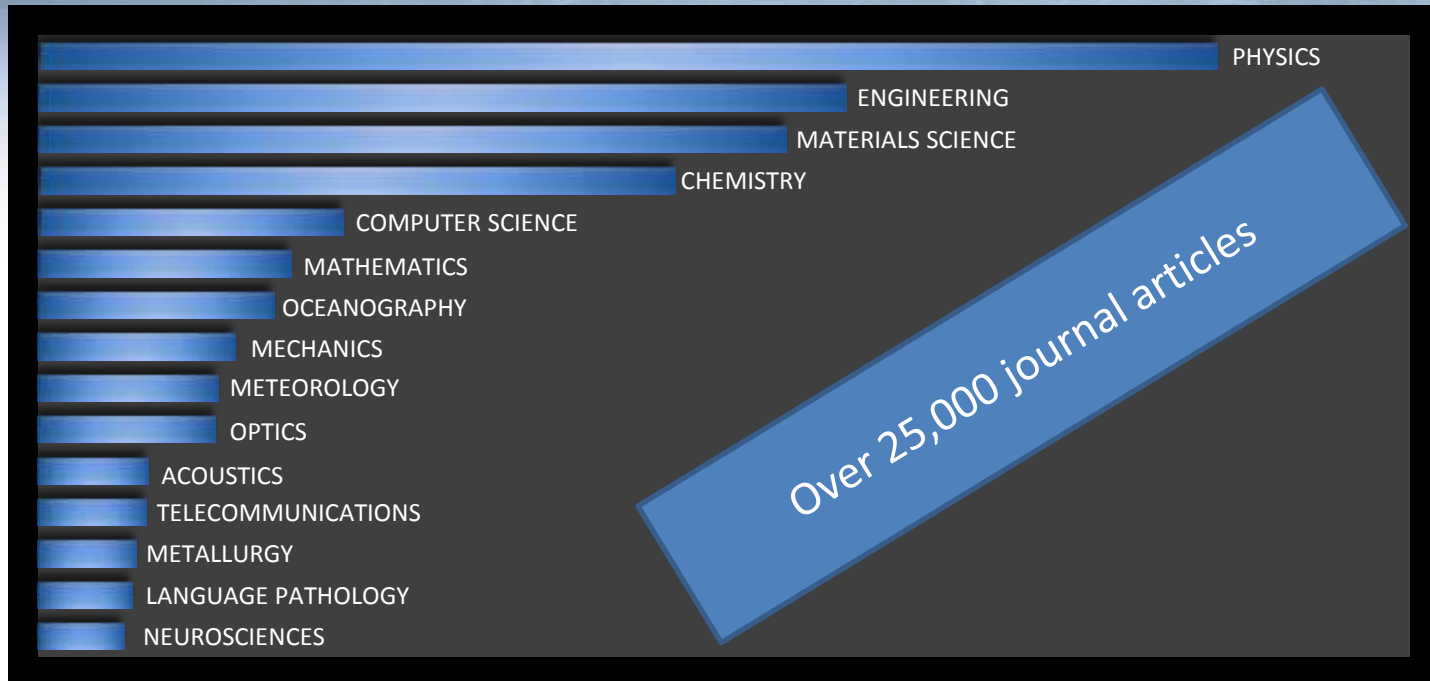 PHYSICS
ENGINEERING
MATERIALS SCIENCE
CHEMISTRY
COMPUTER SCIENCE
MATHEMATICS
OCEANOGRAPHY
MECHANICS
METEOROLOGY
OPTICS
ACOUSTICS
TELECOMMUNICATIONS
METALLURGY
LANGUAGE PATHOLOGY
NEUROSCIENCES
Over 25,000 journal articles